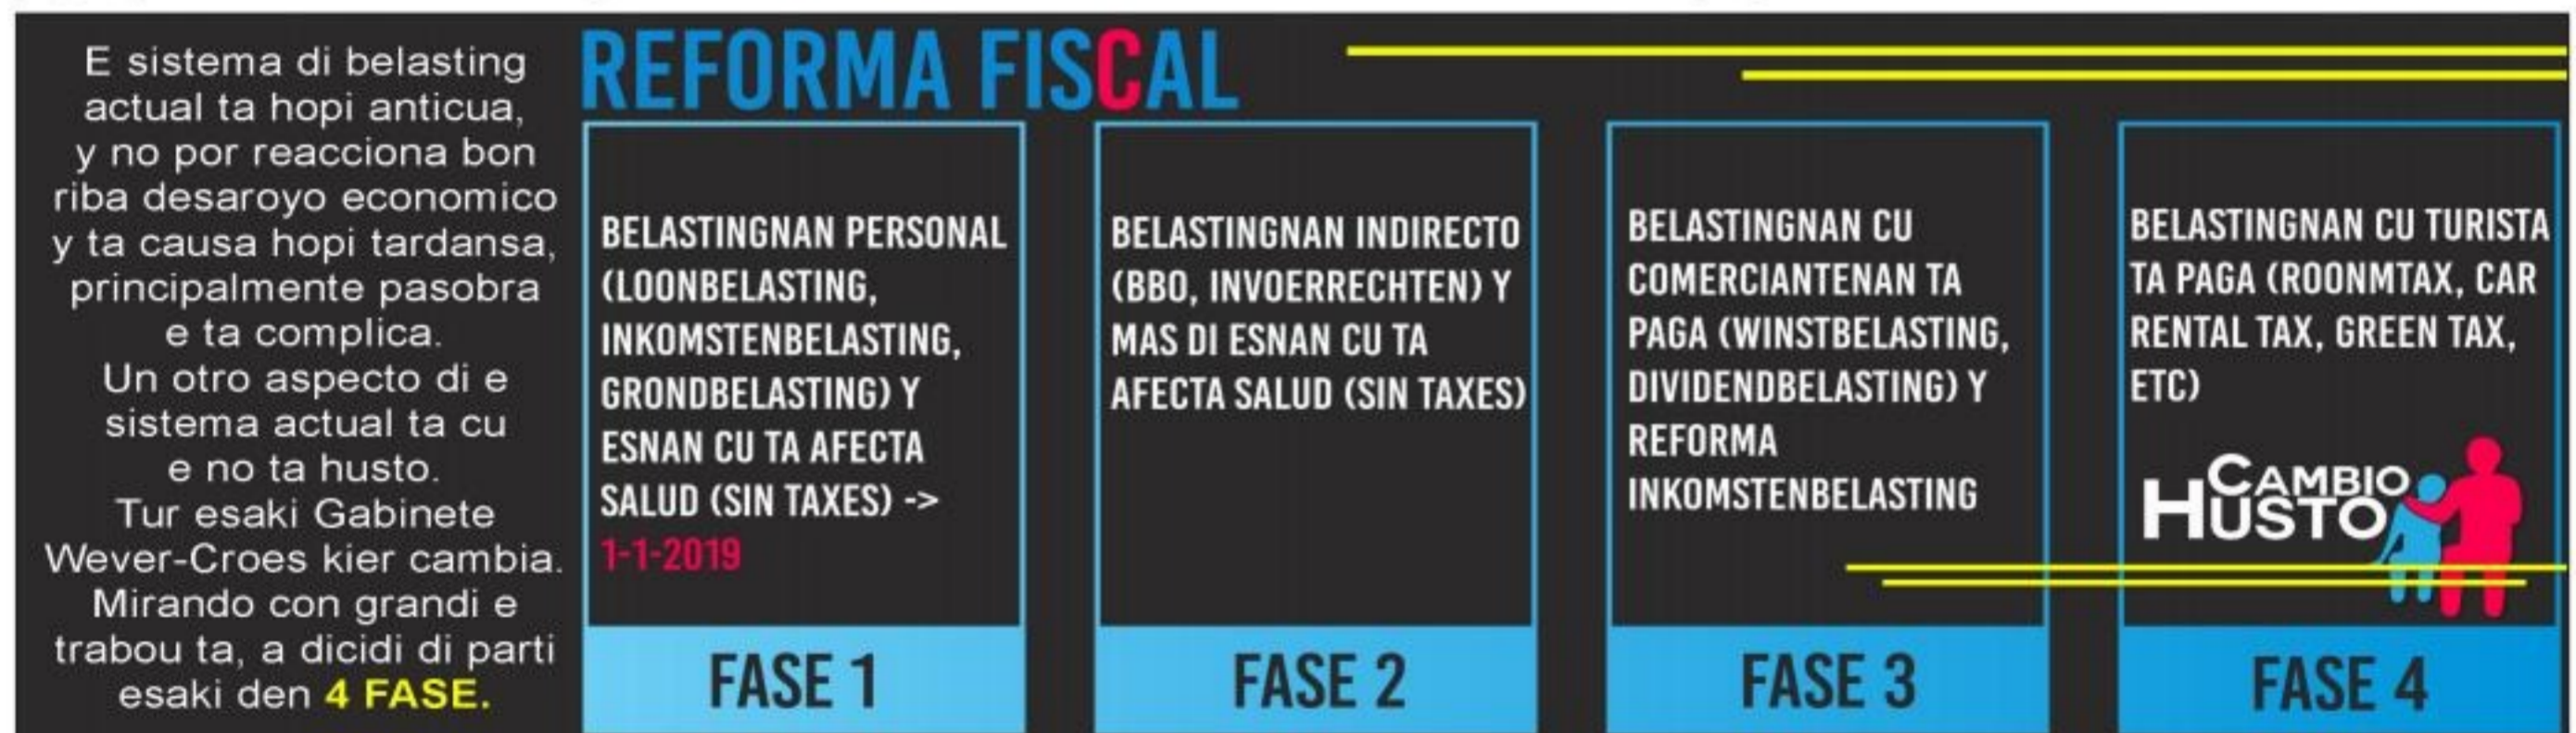 E sistema di belasting
actual ta hopi anticua,
y no por reacciona bon
riba desaroyo economico
y ta causa hopi tardansa,
principalmente pasobra
e ta complica.
Un otro aspecto di e
sistema actual ta cu
e no ta husto.
Tur esaki Gabinete
Wever-Croes kier cambia.
Mirando con grandi e
trabou ta, a dicidi di parti
esaki den 4 FASE.
REFORMA FISCAL
BELASTINGNAN PERSONAL
(LOONBELASTING,
INKOMSTENBELASTING,
GRONDBELASTING) Y
ESNAN CU TA AFECTA
SALUD (SIN TAXES) ->
1-1-2019
FASE 1
BELASTINGNAN INDIRECTO
(BBO, INVOERRECHTEN) Y
MAS DI ESNAN CU TA
AFECTA SALUD (SIN TAXES)
FASE 2
BELASTINGNAN CU
COMERCIANTENAN TA
PAGA (WINSTBELASTING,
DIVIDENDBELASTING) Y
REFORMA
INKOMSTENBELASTING
FASE 3
BELASTINGNAN CU TURISTA
TA PAGA (ROONMTAX, CAR
RENTAL TAX, GREEN TAX,
ETC)
CAMBIO
HUSTO
FASE 4